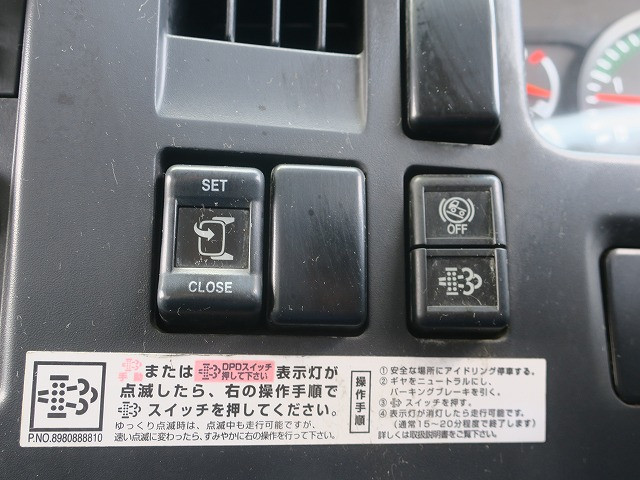 SET
CLOSE
OFF
手動 または DPDスイッチ 押して下さい 表示灯が
点滅したら、右の操作手順で
スイッチを押してください。
ゆっくり点滅時は、点滅中も走行可能ですが、
速い点滅に変わったら、すみやかに右の操作を行って下さい。
P.NO.8980888810
操作手順
① 安全な場所にアイドリング停車する。
② ギヤをニュートラルにし、
パーキングブレーキを引く。
③ スイッチを押す。
④ 表示灯が消灯したら走行可能です。
(通常15～20分程度で終了します)
詳しくは取扱説明書をご覧下さい。